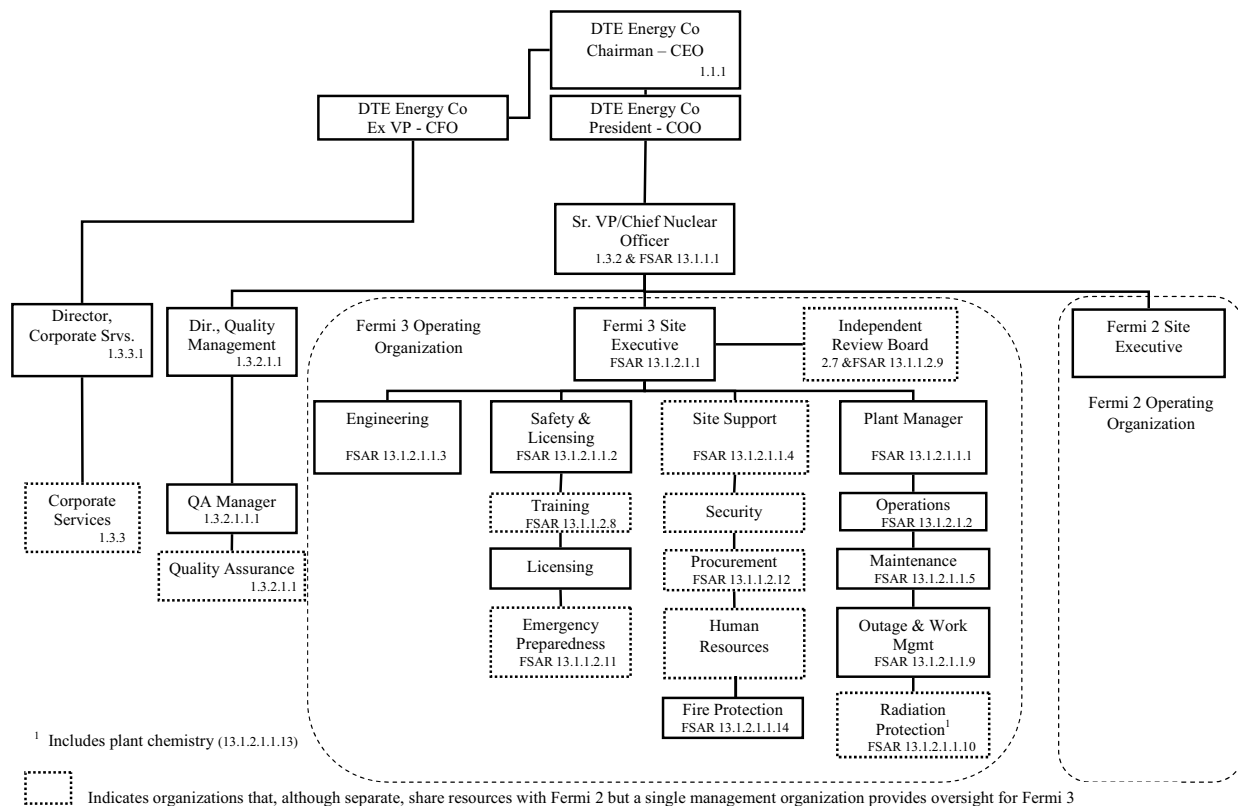 DTE Energy Co
Chairman – CEO
1.1.1
DTE Energy Co
Ex VP - CFO
DTE Energy Co
President - COO
Sr. VP/Chief Nuclear
Officer
1.3.2 & FSAR 13.1.1.1
Director,
Corporate Srvs.
1.3.3.1
Dir., Quality
Management
1.3.2.1.1
Fermi 3 Operating
Organization
Fermi 3 Site
Executive
FSAR 13.1.2.1.1
Independent
Review Board
2.7 &FSAR 13.1.1.2.9
Fermi 2 Site
Executive
Fermi 2 Operating
Organization
Engineering
FSAR 13.1.2.1.1.3
Safety &
Licensing
FSAR 13.1.2.1.1.2
Site Support
FSAR 13.1.2.1.1.4
Plant Manager
FSAR 13.1.2.1.1.1
Corporate
Services
1.3.3
QA Manager
1.3.2.1.1.1
Quality Assurance
1.3.2.1.1
Training
FSAR 13.1.1.2.8
Licensing
Emergency
Preparedness
FSAR 13.1.1.2.11
Security
Procurement
FSAR 13.1.1.2.12
Human
Resources
Fire Protection
FSAR 13.1.2.1.1.14
Operations
FSAR 13.1.2.1.2
Maintenance
FSAR 13.1.2.1.1.5
Outage & Work
Mgmt
FSAR 13.1.2.1.1.9
Radiation
Protection1
FSAR 13.1.2.1.1.10
1 Includes plant chemistry (13.1.2.1.1.13)
Indicates organizations that, although separate, share resources with Fermi 2 but a single management organization provides oversight for Fermi 3